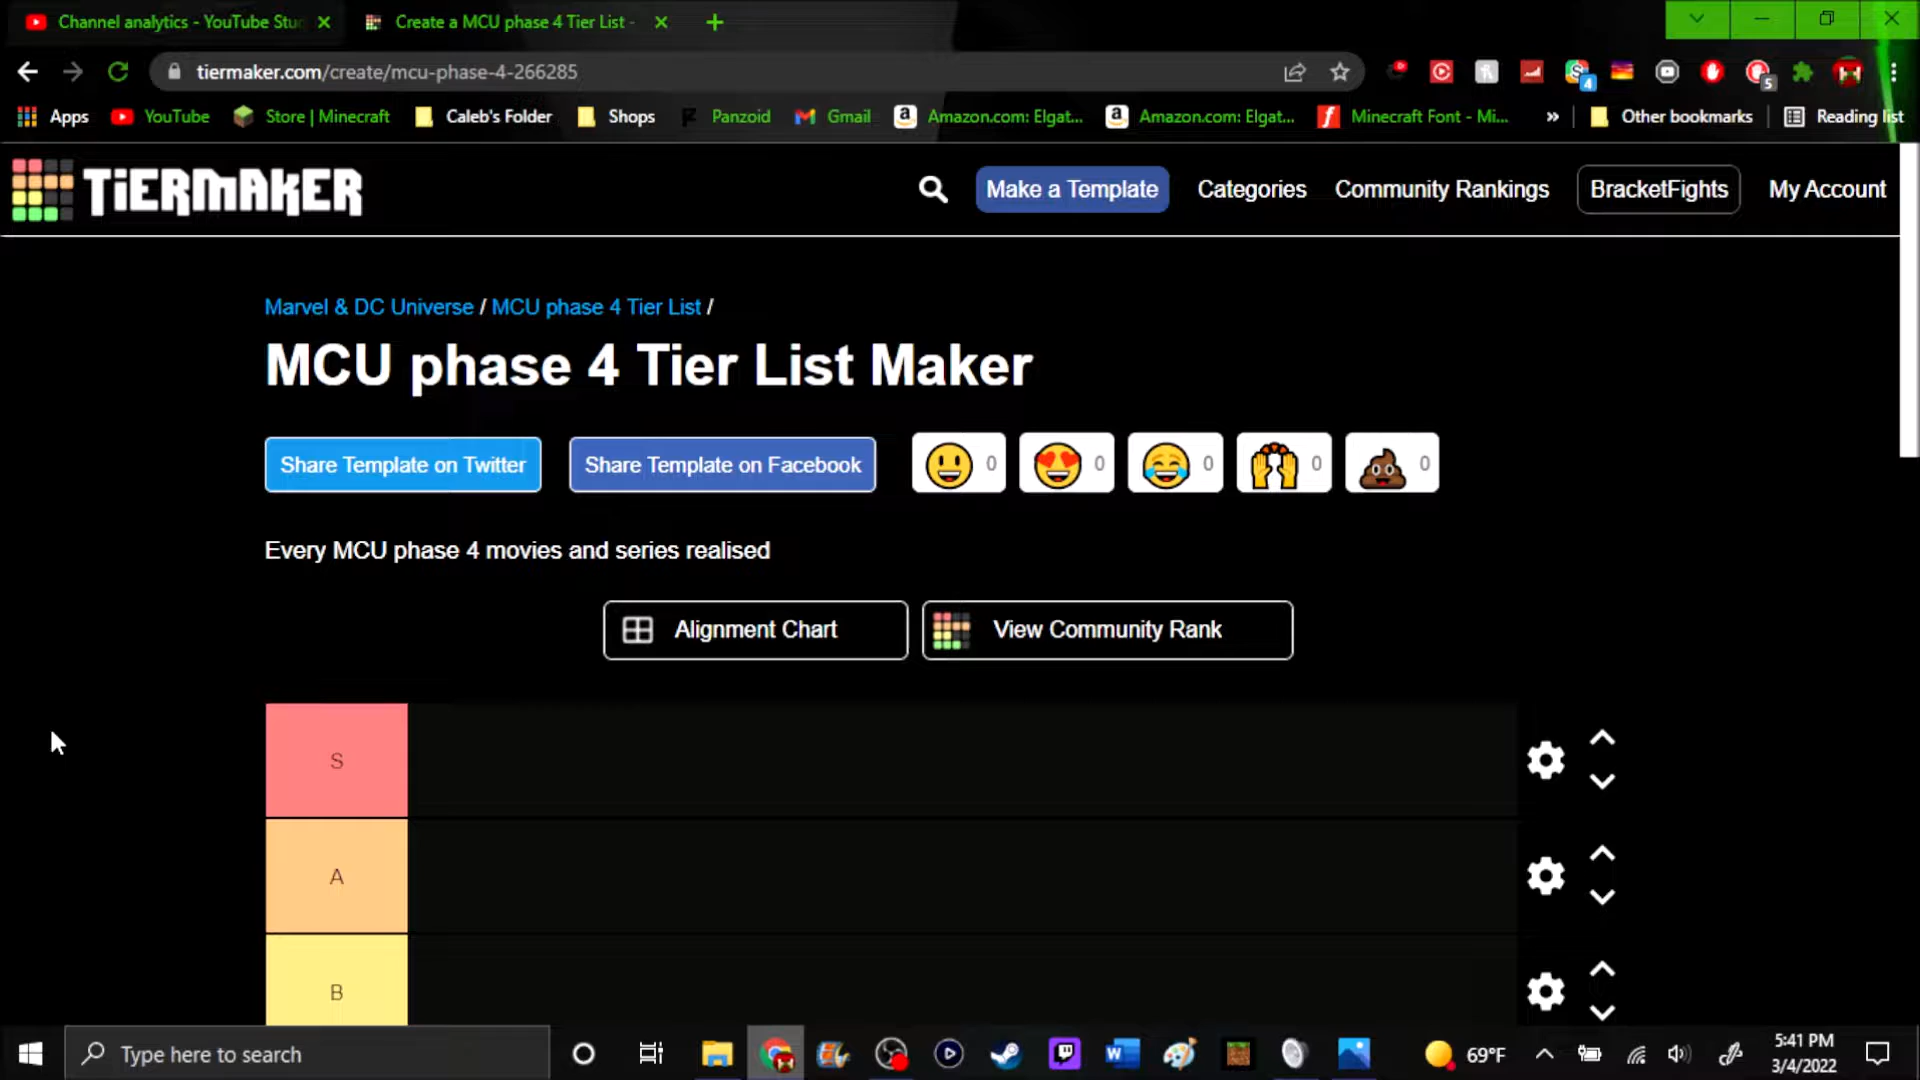 Channel analytics - YouTube Stu
Create a MCU phase 4 Tier List -
tiermaker.com/create/mcu-phase-4-266285
4
5
Apps
YouTube
Store | Minecraft
Caleb's Folder
Shops
Panzoid
Gmail
Amazon.com: Elgat...
Amazon.com: Elgat...
Minecraft Font - Mi...
»
Other bookmarks
Reading list
TiERMAKER
Make a Template
Categories
Community Rankings
BracketFights
My Account
Marvel & DC Universe / MCU phase 4 Tier List /
MCU phase 4 Tier List Maker
Share Template on Twitter
Share Template on Facebook
0
0
0
0
0
Every MCU phase 4 movies and series realised
Alignment Chart
View Community Rank
S
A
B
Type here to search
69°F
5:41 PM
3/4/2022